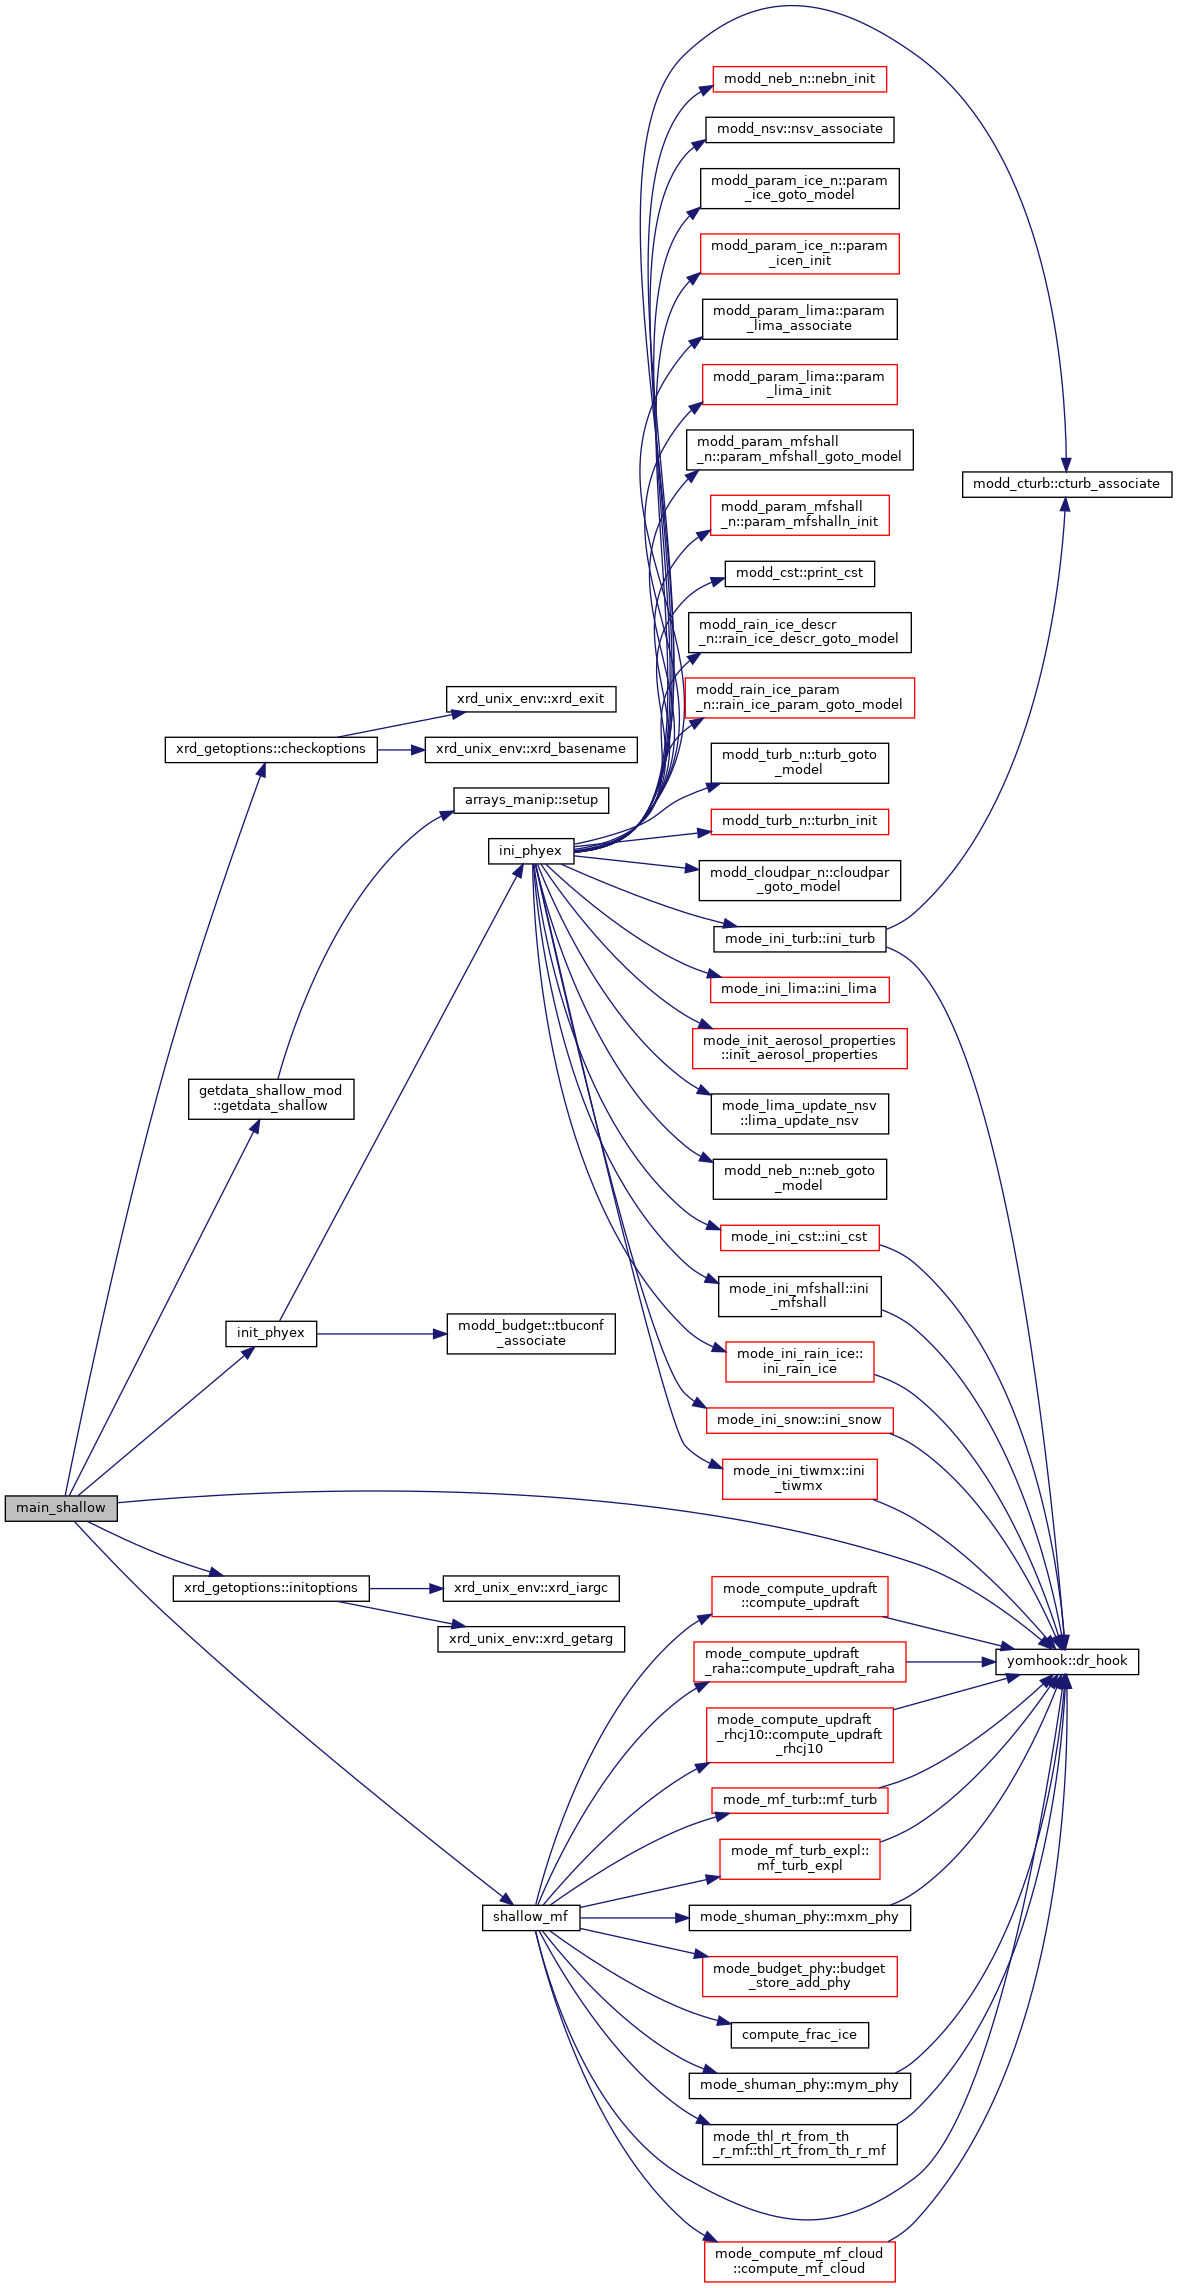 modd_neb_n::nebn_init
modd_nsv::nsv_associate
modd_param_ice_n::param
_ice_goto_model
modd_param_ice_n::param
_icen_init
modd_param_lima::param
_lima_associate
modd_param_lima::param
_lima_init
modd_param_mfshall
_n::param_mfshall_goto_model
modd_cturb::cturb_associate
modd_param_mfshall
_n::param_mfshalln_init
modd_cst::print_cst
modd_rain_ice_descr
_n::rain_ice_descr_goto_model
modd_rain_ice_param
_n::rain_ice_param_goto_model
xrd_unix_env::xrd_exit
xrd_getoptions::checkoptions
xrd_unix_env::xrd_basename
modd_turb_n::turb_goto
_model
arrays_manip::setup
modd_turb_n::turbn_init
ini_phyex
modd_cloudpar_n::cloudpar
_goto_model
mode_ini_turb::ini_turb
mode_ini_lima::ini_lima
mode_init_aerosol_properties
::init_aerosol_properties
getdata_shallow_mod
::getdata_shallow
mode_lima_update_nsv
::lima_update_nsv
modd_neb_n::neb_goto
_model
mode_ini_cst::ini_cst
mode_ini_mfshall::ini
_mfshall
init_phyex
modd_budget::tbuconf
_associate
mode_ini_rain_ice::
ini_rain_ice
mode_ini_snow::ini_snow
mode_ini_tiwmx::ini
_tiwmx
main_shallow
xrd_getoptions::initoptions
xrd_unix_env::xrd_iargc
xrd_unix_env::xrd_getarg
mode_compute_updraft
::compute_updraft
mode_compute_updraft
_raha::compute_updraft_raha
yomhook::dr_hook
mode_compute_updraft
_rhcj10::compute_updraft
_rhcj10
mode_mf_turb::mf_turb
mode_mf_turb_expl::
mf_turb_expl
shallow_mf
mode_shuman_phy::mxm_phy
mode_budget_phy::budget
_store_add_phy
compute_frac_ice
mode_shuman_phy::mym_phy
mode_thl_rt_from_th
_r_mf::thl_rt_from_th_r_mf
mode_compute_mf_cloud
::compute_mf_cloud